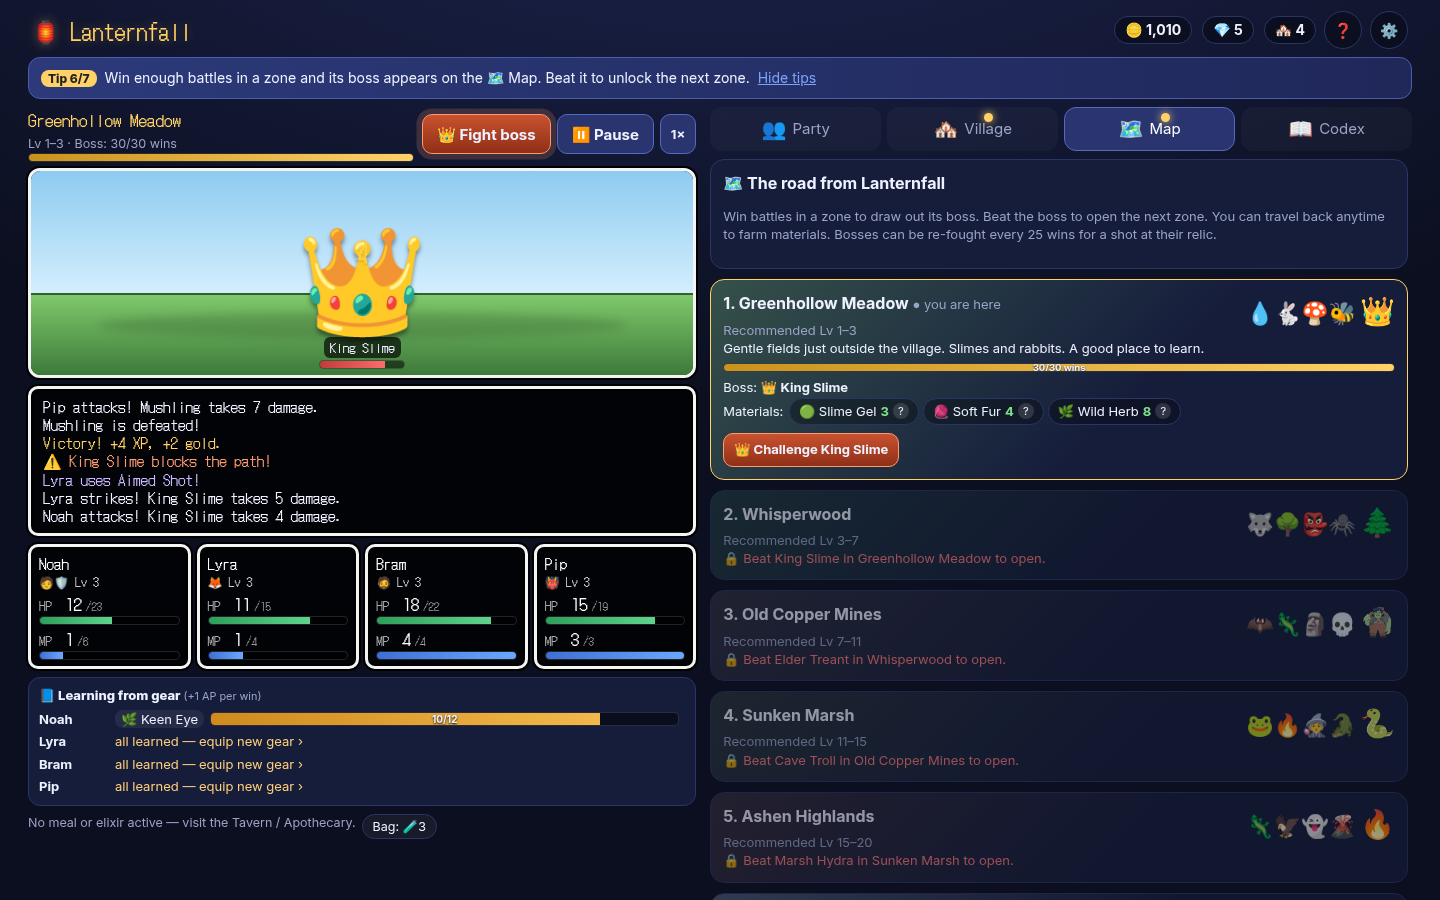 Lanternfall
1,010
5
4
Tip 6/7 Win enough battles in a zone and its boss appears on the Map. Beat it to unlock the next zone. Hide tips
Greenhollow Meadow
Lv 1–3 · Boss: 30/30 wins
Fight boss
Pause
1×
Party
Village
Map
Codex
King Slime
Pip attacks! Mushling takes 7 damage.
Mushling is defeated!
Victory! +4 XP, +2 gold.
King Slime blocks the path!
Lyra uses Aimed Shot!
Lyra strikes! King Slime takes 5 damage.
Noah attacks! King Slime takes 4 damage.
Noah
Lv 3
HP 12 /23
MP 1 /6
Lyra
Lv 3
HP 11 /15
MP 1 /4
Bram
Lv 3
HP 18 /22
MP 4 /4
Pip
Lv 3
HP 15 /19
MP 3 /3
Learning from gear (+1 AP per win)
Noah Keen Eye 10/12
Lyra all learned — equip new gear ›
Bram all learned — equip new gear ›
Pip all learned — equip new gear ›
No meal or elixir active — visit the Tavern / Apothecary. Bag: 3
The road from Lanternfall
Win battles in a zone to draw out its boss. Beat the boss to open the next zone. You can travel back anytime
to farm materials. Bosses can be re-fought every 25 wins for a shot at their relic.
1. Greenhollow Meadow ● you are here
Recommended Lv 1–3
Gentle fields just outside the village. Slimes and rabbits. A good place to learn.
30/30 wins
Boss: King Slime
Materials: Slime Gel 3 ? Soft Fur 4 ? Wild Herb 8 ?
Challenge King Slime
2. Whisperwood
Recommended Lv 3–7
Beat King Slime in Greenhollow Meadow to open.
3. Old Copper Mines
Recommended Lv 7–11
Beat Elder Treant in Whisperwood to open.
4. Sunken Marsh
Recommended Lv 11–15
Beat Cave Troll in Old Copper Mines to open.
5. Ashen Highlands
Recommended Lv 15–20
Beat Marsh Hydra in Sunken Marsh to open.